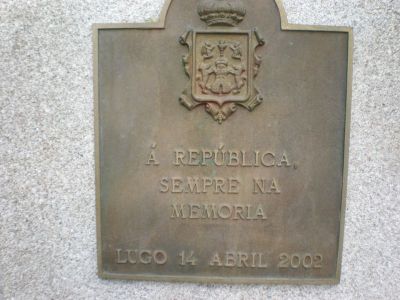 Á REPÚBLICA,
SEMPRE NA
MEMORIA
LUGO 14 ABRIL 2002